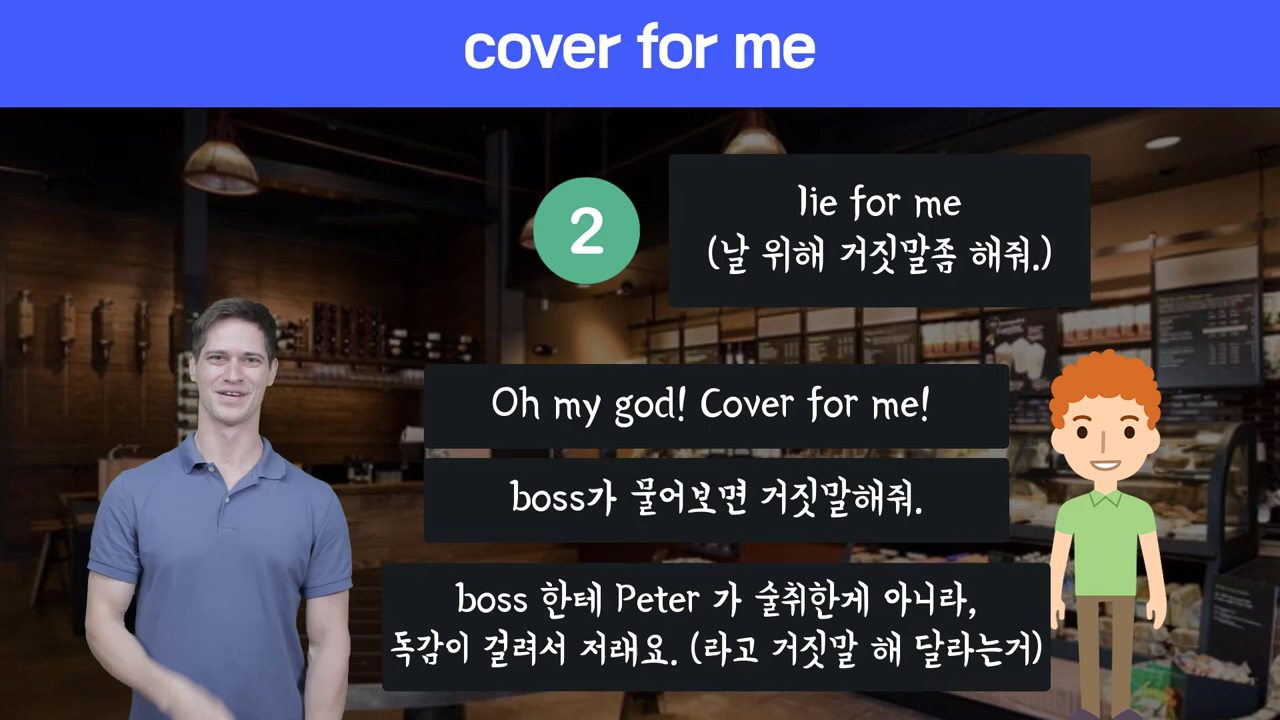 cover for me
2
lie for me
(날 위해 거짓말좀 해줘.)
Oh my god! Cover for me!
boss가 물어보면 거짓말해줘.
boss 한테 Peter 가 술취한게 아니라,
독감이 걸려서 저래요. (라고 거짓말 해 달라는거)